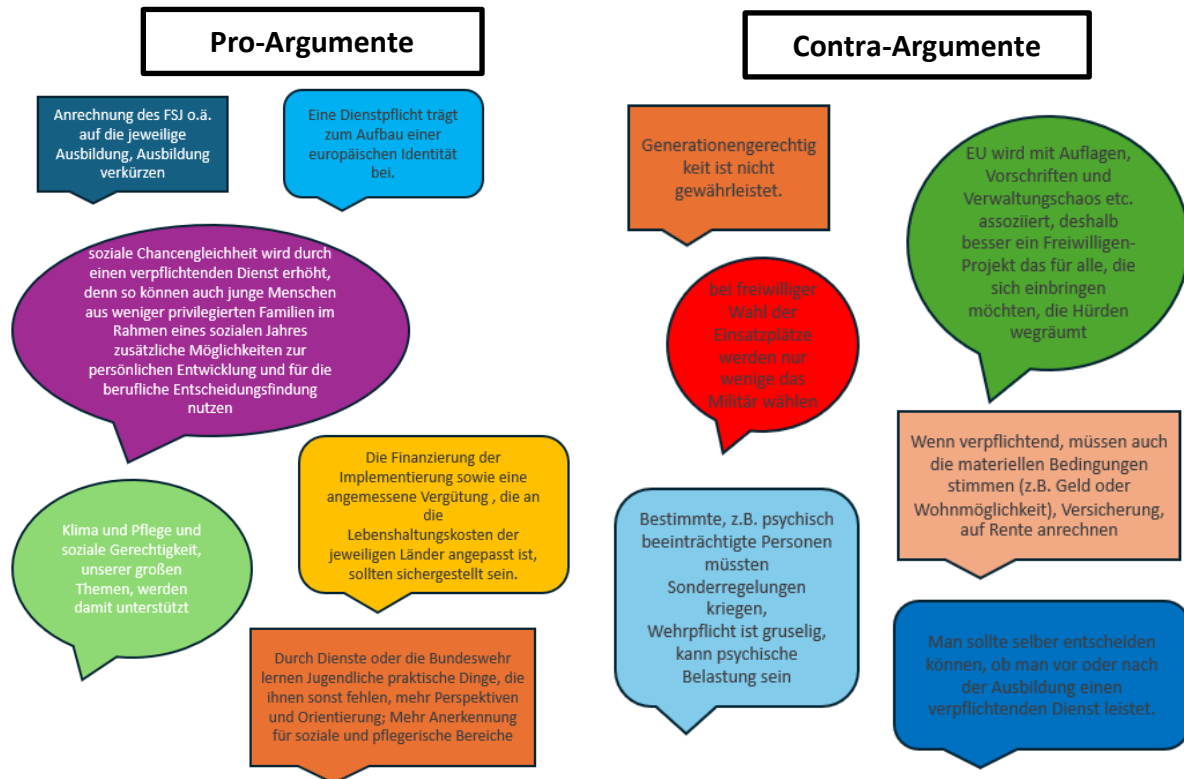 Pro-Argumente
Anrechnung des FSJ o.ä.
auf die jeweilige
Ausbildung, Ausbildung
verkürzen
Eine Dienstpflicht trägt
zum Aufbau einer
europäischen Identität
bei.
soziale Chancengleichheit wird durch
einen verpflichtenden Dienst erhöht,
denn so können auch junge Menschen
aus weniger privilegierten Familien im
Rahmen eines sozialen Jahres
zusätzliche Möglichkeiten zur
persönlichen Entwicklung und für die
berufliche Entscheidungsfindung
nutzen
Die Finanzierung der
Implementierung sowie eine
angemessene Vergütung , die an
die
Lebenshaltungskosten der
jeweiligen Länder angepasst ist,
sollten sichergestellt sein.
Klima und Pflege und
soziale Gerechtigkeit,
unserer großen
Themen, werden
damit unterstützt
Durch Dienste oder die Bundeswehr
lernen Jugendliche praktische Dinge, die
ihnen sonst fehlen, mehr Perspektiven
und Orientierung; Mehr Anerkennung
für soziale und pflegerische Bereiche
Contra-Argumente
Generationengerechtig
keit ist nicht
gewährleistet.
EU wird mit Auflagen,
Vorschriften und
Verwaltungschaos etc.
assoziiert, deshalb
besser ein Freiwilligen-
Projekt das für alle, die
sich einbringen
möchten, die Hürden
wegräumt
bei freiwilliger
Wahl der
Einsatzplätze
werden nur
wenige das
Militär wählen
Wenn verpflichtend, müssen auch
die materiellen Bedingungen
stimmen (z.B. Geld oder
Wohnmöglichkeit), Versicherung,
auf Rente anrechnen
Bestimmte, z.B. psychisch
beeinträchtigte Personen
müssten
Sonderregelungen
kriegen,
Wehrpflicht ist gruselig,
kann psychische
Belastung sein
Man sollte selber entscheiden
können, ob man vor oder nach
der Ausbildung einen
verpflichtenden Dienst leistet.